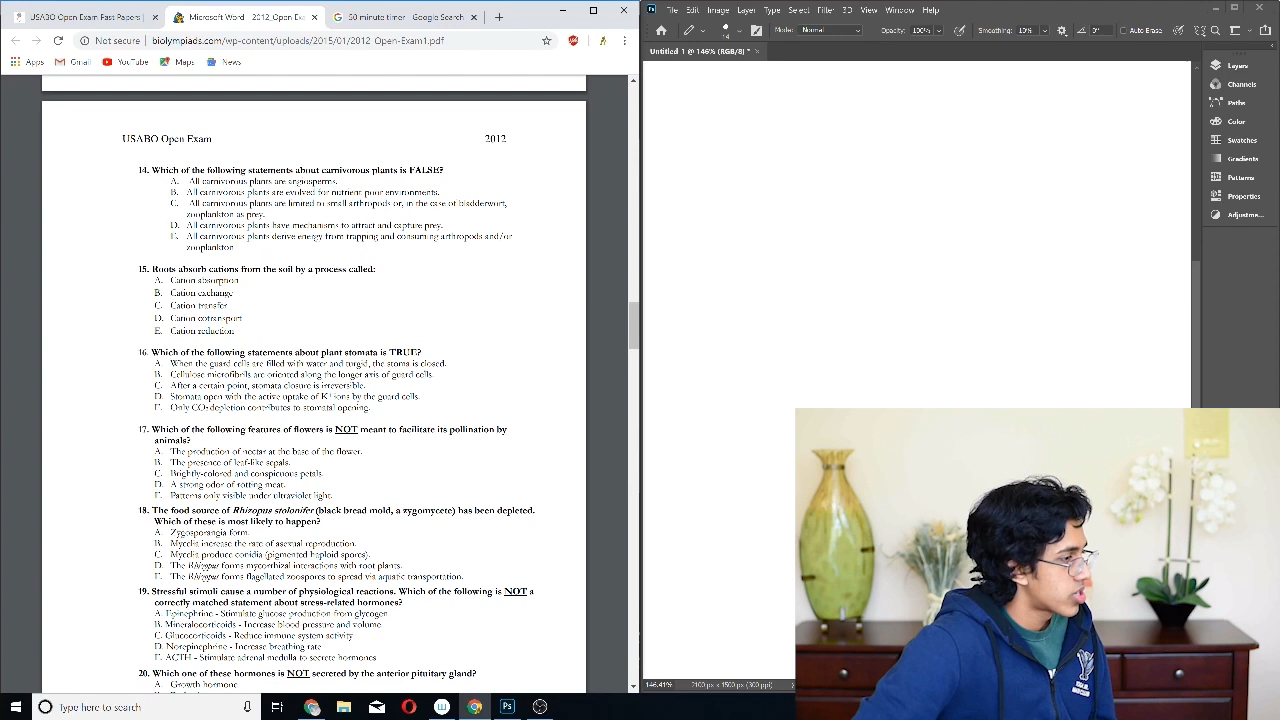 USABO Open Exam Past Papers
Microsoft Word - 2012_Open Exa
50 minute timer - Google Search
Not secure | biolympiads.com/wp-content/uploads/2015/01/2012-Open-Exam1.pdf
Apps Gmail YouTube Maps News
USABO Open Exam 2012
14. Which of the following statements about carnivorous plants is FALSE?
A. All carnivorous plants are angiosperms.
B. All carnivorous plants are evolved for nutrient poor environments.
C. All carnivorous plants are limited to small arthropods or, in the case of bladderwort,
zooplankton as prey.
D. All carnivorous plants have mechanisms to attract and capture prey.
E. All carnivorous plants derive energy from trapping and consuming arthropods and/or
zooplankton
15. Roots absorb cations from the soil by a process called:
A. Cation absorption
B. Cation exchange
C. Cation transfer
D. Cation cotransport
E. Cation reduction
16. Which of the following statements about plant stomata is TRUE?
A. When the guard cells are filled with water and turgid, the stoma is closed.
B. Cellulose microfibrils are oriented along the longer axis of guard cells.
C. After a certain point, stomata closure is irreversible.
D. Stomata open with the active uptake of K+ ions by the guard cells.
E. Only CO2 depletion contributes to stomatal opening.
17. Which of the following features of flowers is NOT meant to facilitate its pollination by
animals?
A. The production of nectar at the base of the flower.
B. The presence of leaf-like sepals.
C. Brightly-colored and conspicuous petals.
D. A strong odor of rotting meat.
E. Patterns only visible under ultraviolet light.
18. The food source of Rhizopus stolonifer (black bread mold, a zygomycete) has been depleted.
Which of these is most likely to happen?
A. Zygosporangia form.
B. Mycelia increase the rate of asexual reproduction.
C. Mycelia produce conidia (pigmented haploid spores).
D. The Rhizopus forms mycorrhizal interactions with root plants.
E. The Rhizopus forms flagellated zoospores to spread via aquatic transportation.
19. Stressful stimuli cause a number of physiological reactions. Which of the following is NOT a
correctly matched statement about stress-related hormones?
A. Epinephrine - Stimulate glucose production from glycogen
B. Mineralocorticoids - Increase blood pressure and volume
C. Glucocorticoids - Reduce immune system activity
D. Norepinephrine - Increase breathing rate
E. ACTH - Stimulate adrenal medulla to secrete hormones
20. Which one of these hormones is NOT secreted by the anterior pituitary gland?
A. Growth hormone
Type here to search
Ps File Edit Image Layer Type Select Filter 3D View Window Help
14 Mode: Normal Opacity: 100% Smoothing: 10% 0° Auto Erase
Untitled-1 @ 146% (RGB/8) *
Layers
Channels
Paths
Color
Swatches
Gradients
Patterns
Properties
Adjustme...
146.41% 2100 px x 1500 px (300 ppi)